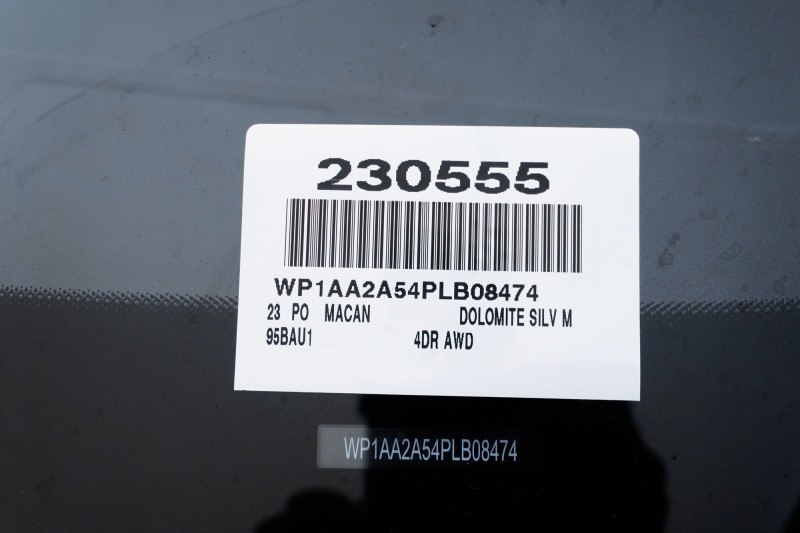 230555
WP1AA2A54PLB08474
23 PO MACAN DOLOMITE SILV M
95BAU1 4DR AWD
WP1AA2A54PLB08474